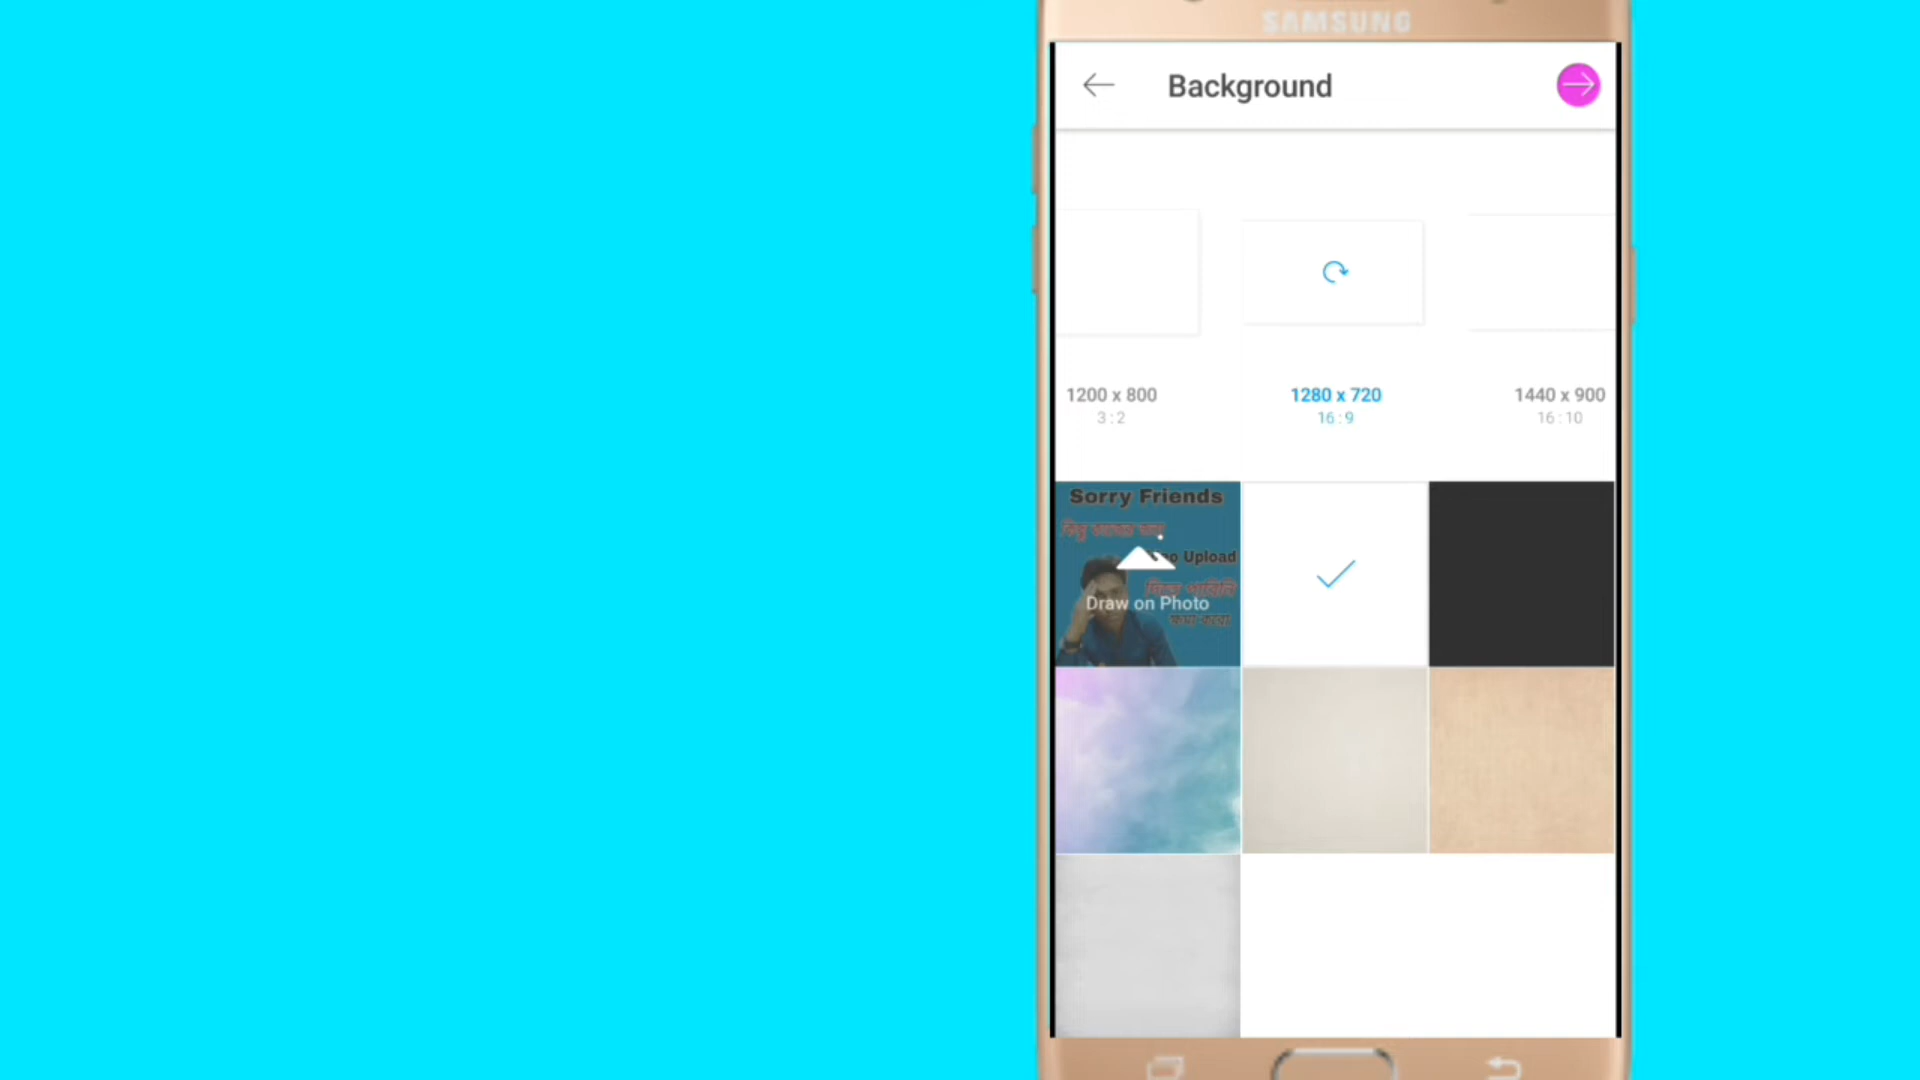 SAMSUNG
Background
1200 x 800
3 : 2
1280 x 720
16 : 9
1440 x 900
16 : 10
Sorry Friends
Upload
Draw on Photo